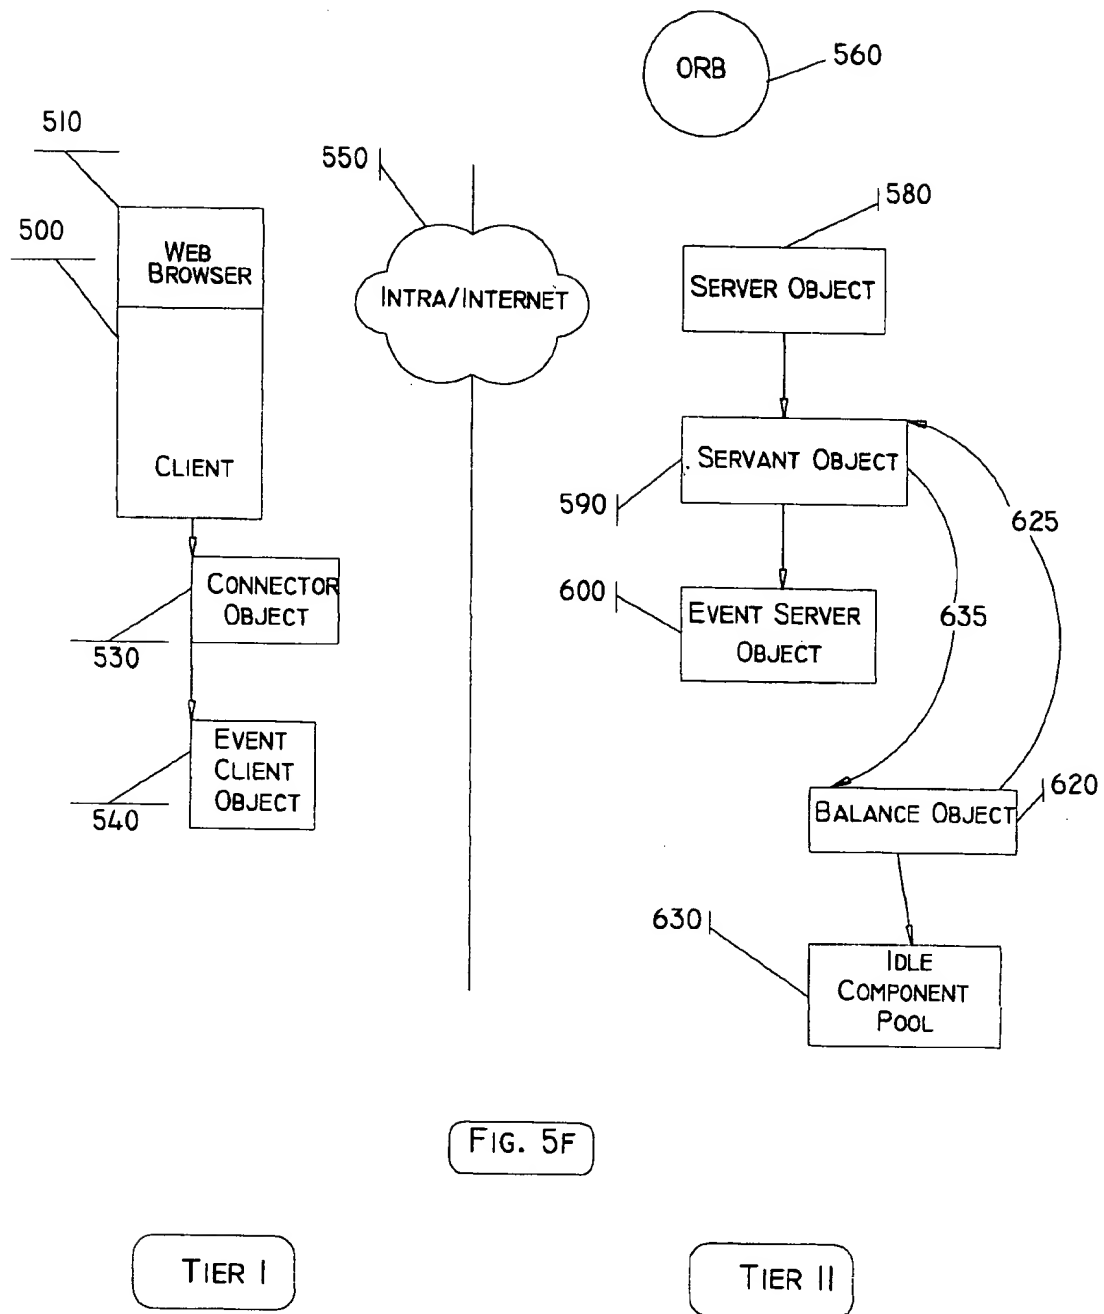 ORB
560
510
550
580
500
WEB
BROWSER
INTRA/INTERNET
SERVER OBJECT
CLIENT
SERVANT OBJECT
590
625
CONNECTOR
OBJECT
600
EVENT SERVER
OBJECT
635
530
EVENT
CLIENT
OBJECT
540
BALANCE OBJECT
620
630
IDLE
COMPONENT
POOL
FIG. 5F
TIER I
TIER II